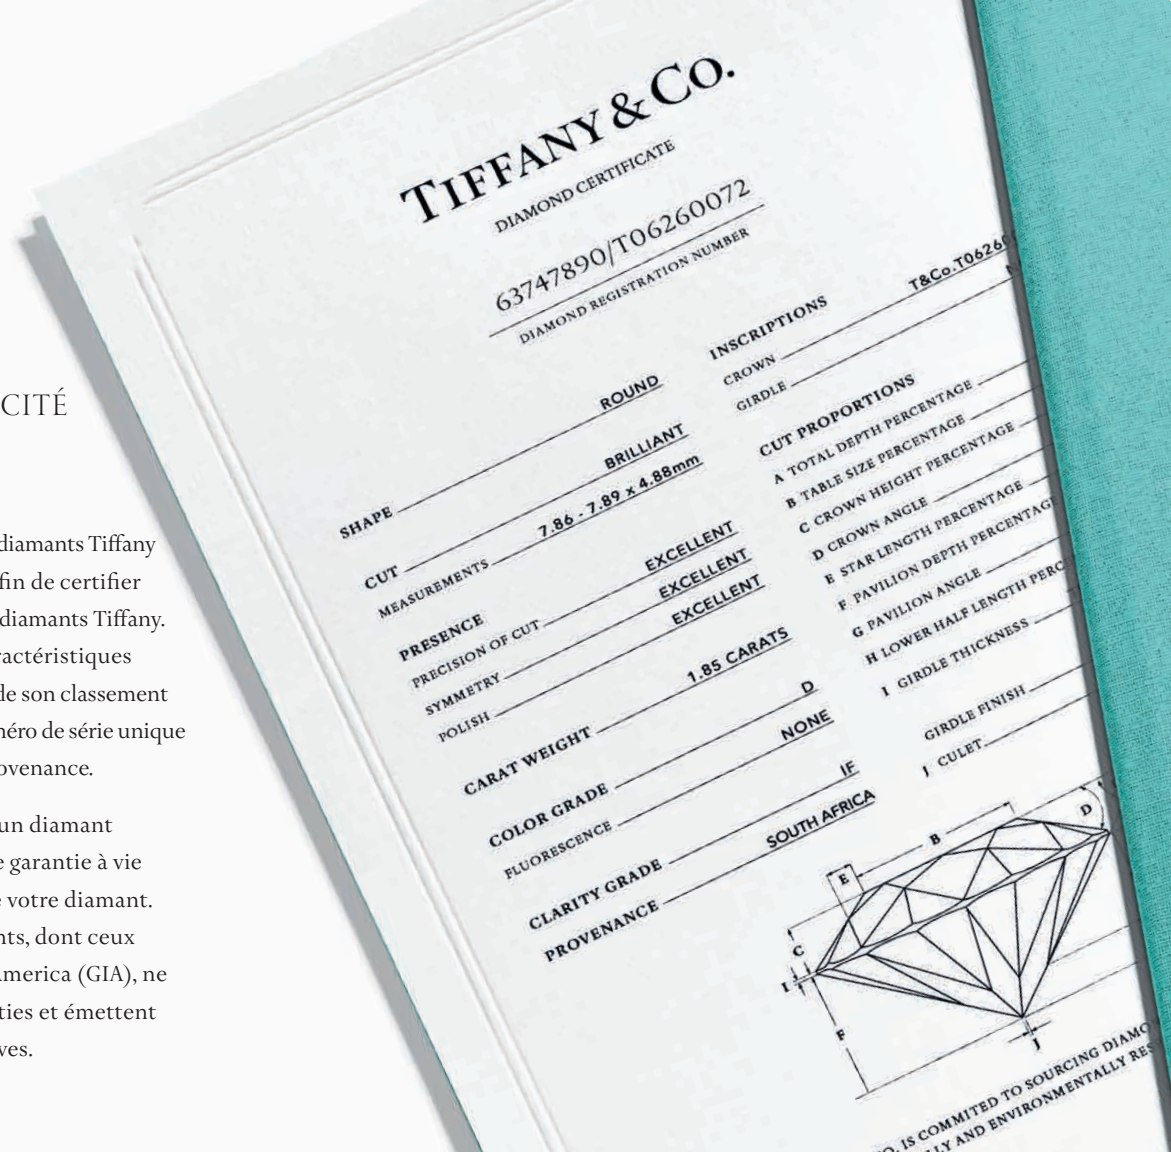 CITÉ
diamants Tiffany
fin de certifier
diamants Tiffany.
ractéristiques
de son classement
méro de série unique
ovenance.
un diamant
e garantie à vie
e votre diamant.
nts, dont ceux
America (GIA), ne
ties et émettent
ves.
TIFFANY & CO.
DIAMOND CERTIFICATE
63747890/T06260072
DIAMOND REGISTRATION NUMBER
SHAPE ROUND
CUT BRILLIANT
MEASUREMENTS 7.86 - 7.89 x 4.88mm
PRESENCE
PRECISION OF CUT EXCELLENT
SYMMETRY EXCELLENT
POLISH EXCELLENT
CARAT WEIGHT 1.85 CARATS
COLOR GRADE D
FLUORESCENCE NONE
CLARITY GRADE IF
PROVENANCE SOUTH AFRICA
INSCRIPTIONS
CROWN T&Co.T0626
GIRDLE
CUT PROPORTIONS
A TOTAL DEPTH PERCENTAGE
B TABLE SIZE PERCENTAGE
C CROWN HEIGHT PERCENTAGE
D CROWN ANGLE
E STAR LENGTH PERCENTAGE
F PAVILION DEPTH PERCENTAG
G PAVILION ANGLE
H LOWER HALF LENGTH PERC
I GIRDLE THICKNESS
GIRDLE FINISH
J CULET
D
B
E
C
I
F
J
O. IS COMMITED TO SOURCING DIAMO
LLY AND ENVIRONMENTALLY RES